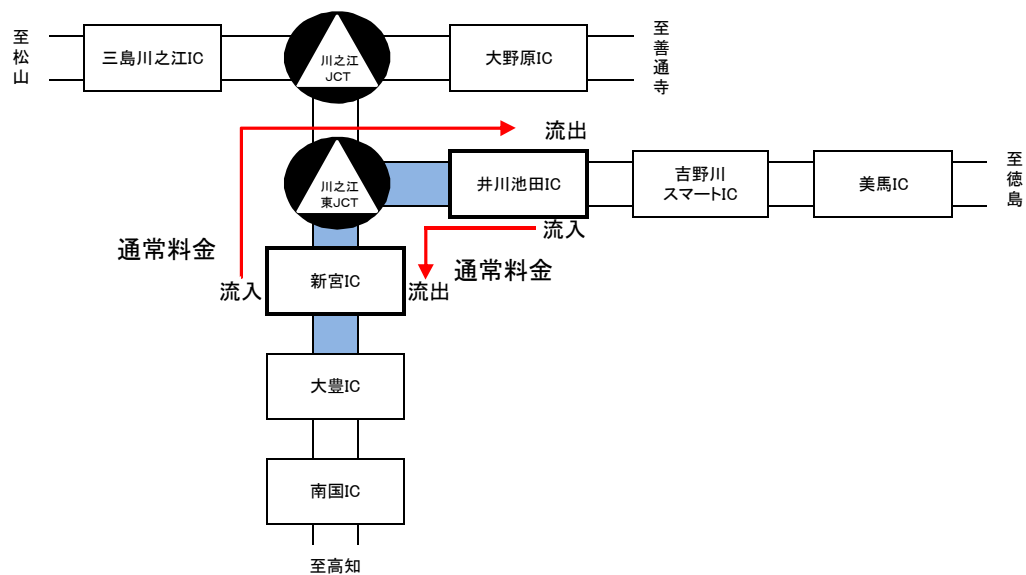 至松山
三島川之江IC
川之江
JCT
大野原IC
至善通寺
流出
川之江
東JCT
井川池田IC
吉野川
スマートIC
美馬IC
至徳島
流入
通常料金
通常料金
流入
新宮IC
流出
大豊IC
南国IC
至高知